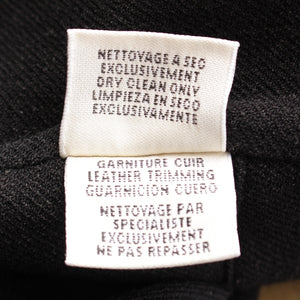 NETTOYAGE A SEC
EXCLUSIVEMENT
DRY CLEAN ONLY
LIMPIEZA EN SECO
EXCLUSIVAMENTE
GARNITURE CUIR
LEATHER TRIMMING
GUARNICION CUERO
NETTOYAGE PAR
SPECIALISTE
EXCLUSIVEMENT
NE PAS REPASSER